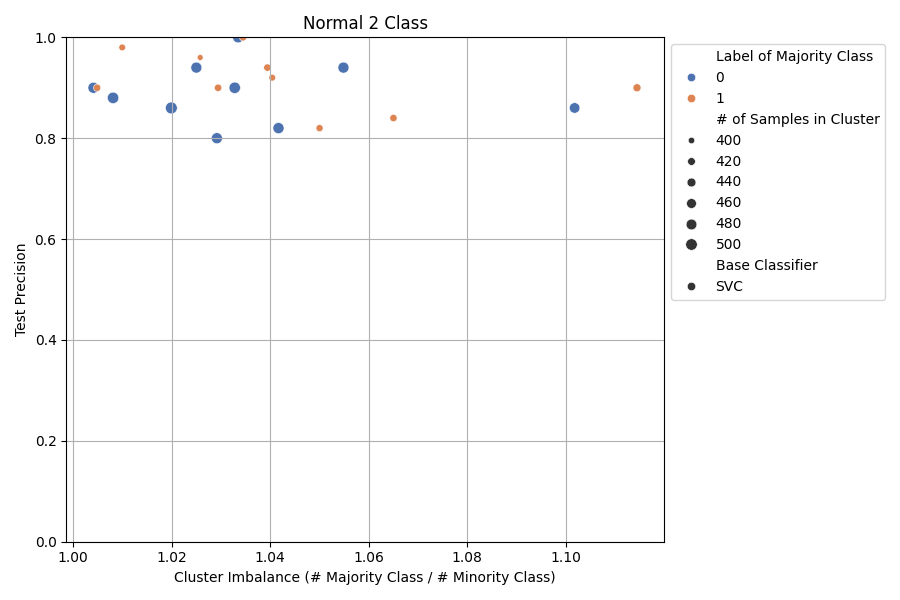 Normal 2 Class
1.0
0.8
0.6
0.4
0.2
0.0
Test Precision
1.00
1.02
1.04
1.06
1.08
1.10
Cluster Imbalance (# Majority Class / # Minority Class)
Label of Majority Class
0
1
# of Samples in Cluster
400
420
440
460
480
500
Base Classifier
SVC